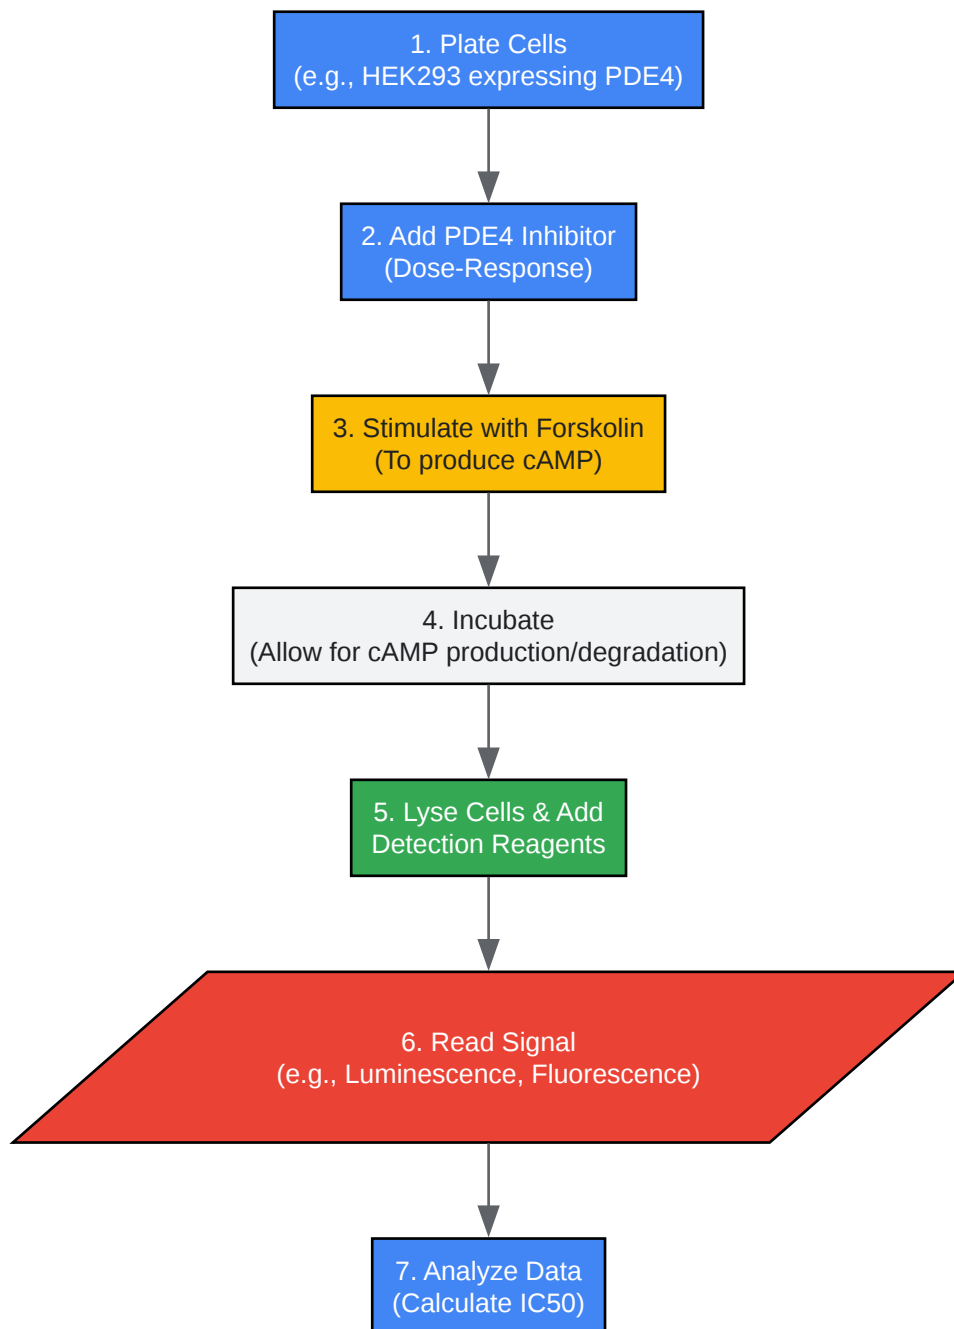 1. Plate Cells
(e.g., HEK293 expressing PDE4)
2. Add PDE4 Inhibitor
(Dose-Response)
3. Stimulate with Forskolin
(To produce cAMP)
4. Incubate
(Allow for cAMP production/degradation)
5. Lyse Cells & Add
Detection Reagents
6. Read Signal
(e.g., Luminescence, Fluorescence)
7. Analyze Data
(Calculate IC50)